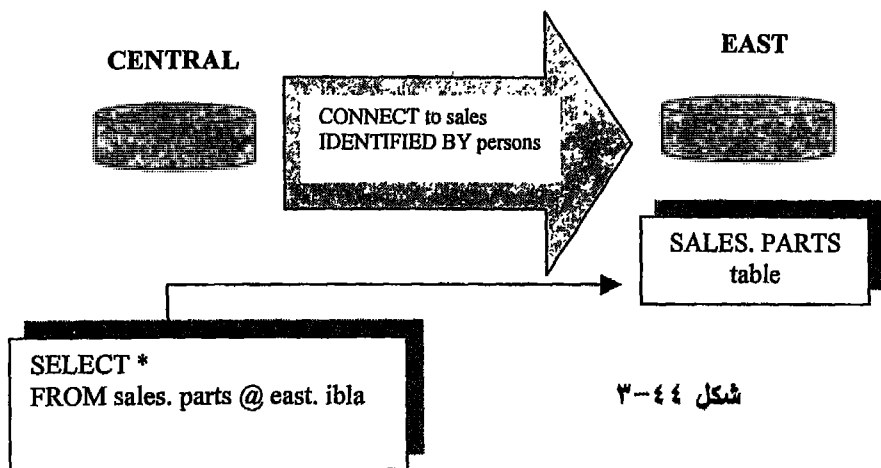 CENTRAL
EAST
CONNECT to sales
IDENTIFIED BY persons
SALES. PARTS
table
SELECT *
FROM sales. parts @ east. ibla
شكل ٤٤-٣